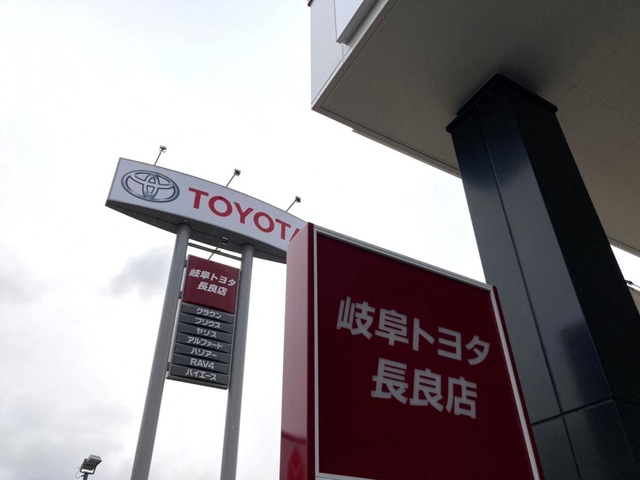 TOYOTA
岐阜トヨタ
長良店
クラウン
プリウス
ヤリス
アルファード
ハリアー
RAV4
ハイエース
岐阜トヨタ
長良店